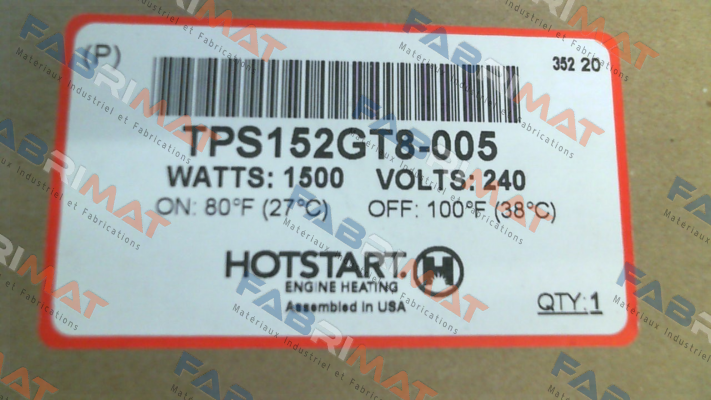 (P)
352 20
TPS152GT8-005
WATTS: 1500 VOLTS: 240
ON: 80°F (27°C) OFF: 100°F (38°C)
HOTSTART. H
ENGINE HEATING
Assembled in USA
QTY: 1
FABRIMAT
Matériaux Industriel et Fabrications